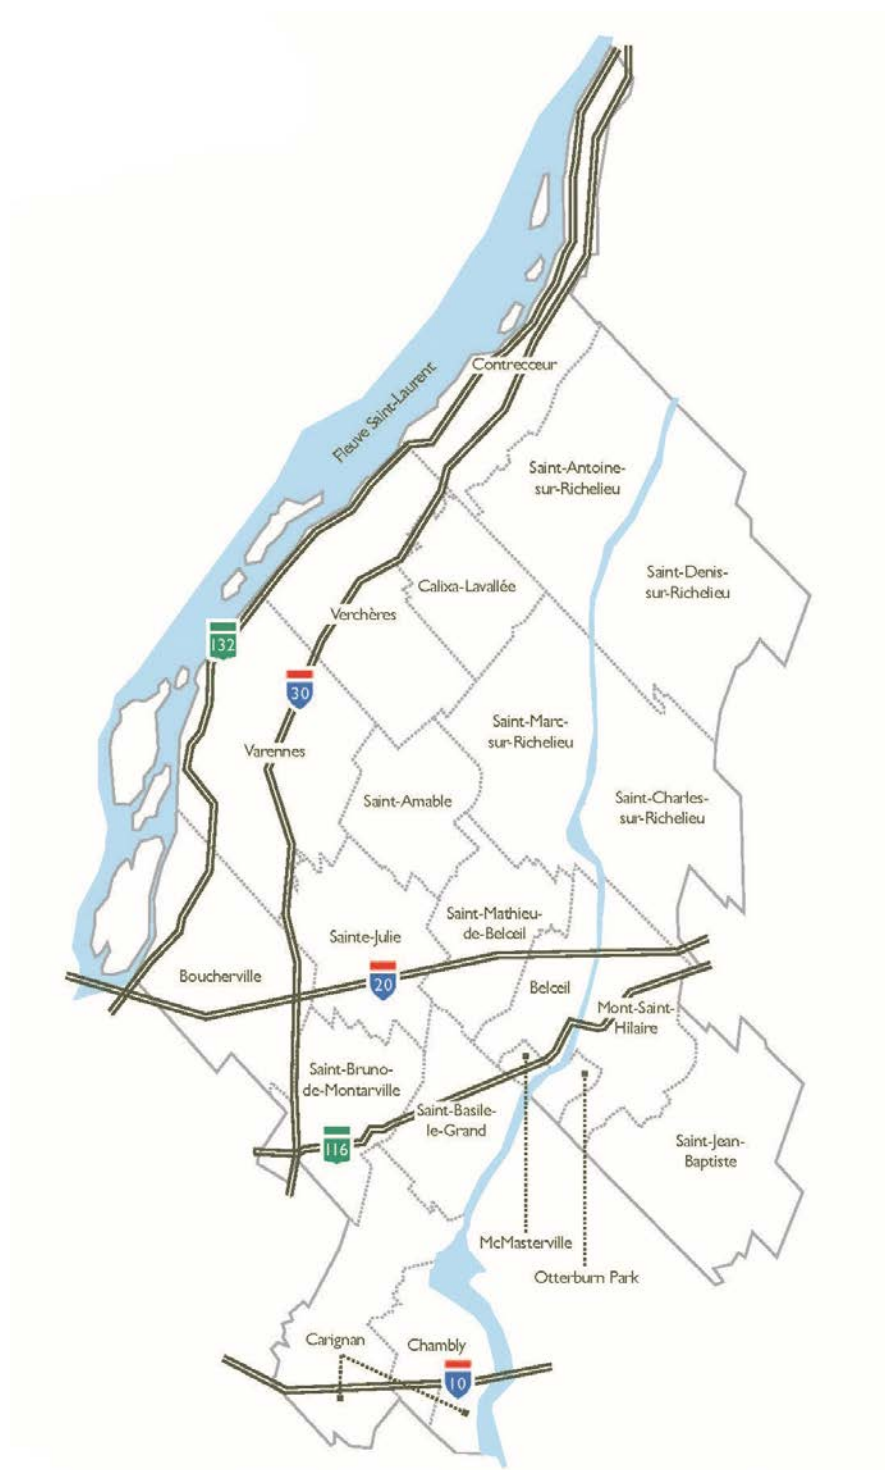 Contrecœur
Fleuve Saint-Laurent
Saint-Antoine-
sur-Richelieu
Saint-Denis-
sur-Richelieu
Calixa-Lavallée
Verchères
132
30
Saint-Marc-
sur-Richelieu
Varennes
Saint-Amable
Saint-Charles-
sur-Richelieu
Saint-Mathieu-
de-Belœil
Sainte-Julie
Boucherville
20
Belœil
Mont-Saint-
Hilaire
Saint-Bruno-
de-Montarville
Saint-Basile-
le-Grand
116
Saint-Jean-
Baptiste
McMasterville
Otterburn Park
Carignan
Chambly
10